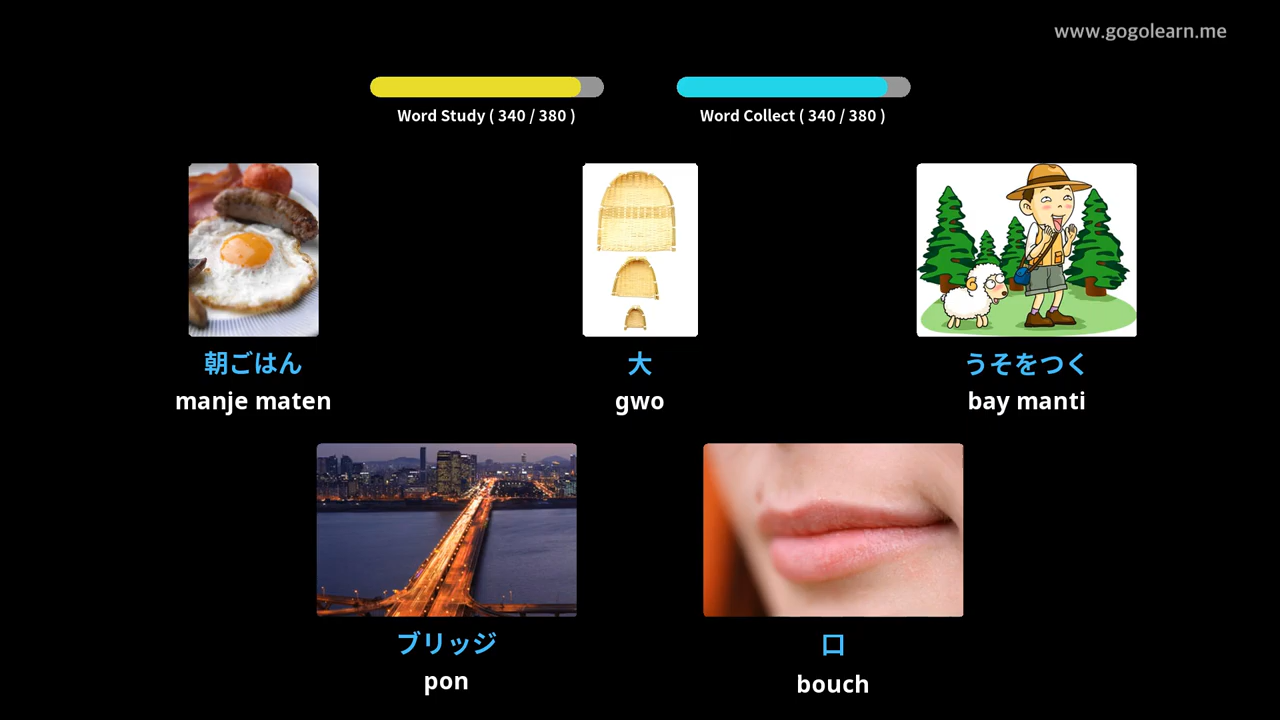 www.gogolearn.me
Word Study ( 340 / 380 )
Word Collect ( 340 / 380 )
朝ごはん
manje maten
大
gwo
うそをつく
bay manti
ブリッジ
pon
口
bouch